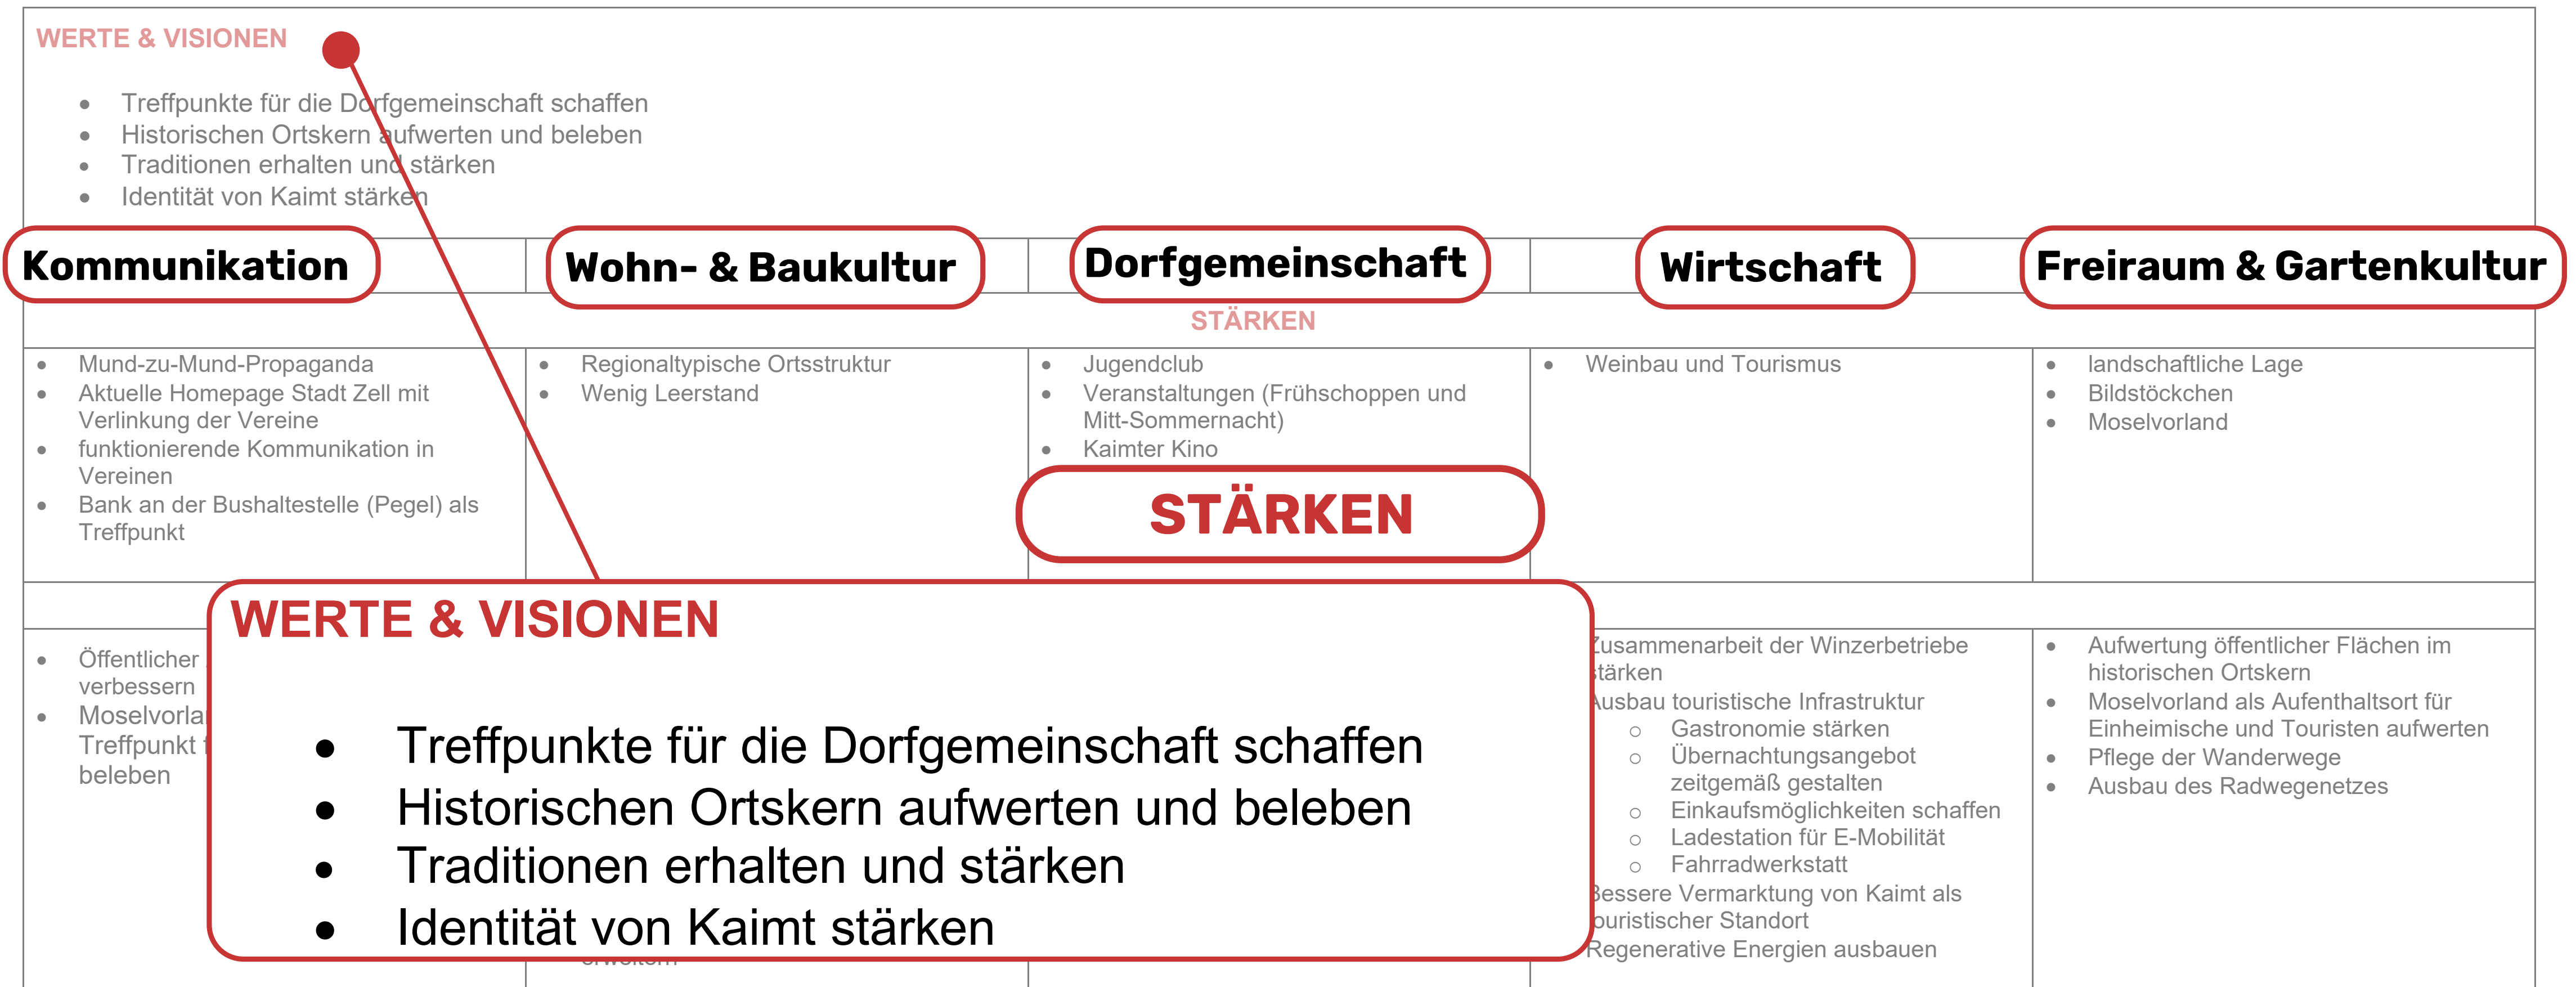 WERTE & VISIONEN
• Treffpunkte für die Dorfgemeinschaft schaffen
• Historischen Ortskern aufwerten und beleben
• Traditionen erhalten und stärken
• Identität von Kaimt stärken
Kommunikation
Wohn- & Baukultur
Dorfgemeinschaft
Wirtschaft
Freiraum & Gartenkultur
STÄRKEN
• Mund-zu-Mund-Propaganda
• Aktuelle Homepage Stadt Zell mit
Verlinkung der Vereine
• funktionierende Kommunikation in
Vereinen
• Bank an der Bushaltestelle (Pegel) als
Treffpunkt
• Regionaltypische Ortsstruktur
• Wenig Leerstand
• Jugendclub
• Veranstaltungen (Frühschoppen und
Mitt-Sommernacht)
• Kaimter Kino
• Weinbau und Tourismus
• landschaftliche Lage
• Bildstöckchen
• Moselvorland
STÄRKEN
WERTE & VISIONEN
• Treffpunkte für die Dorfgemeinschaft schaffen
• Historischen Ortskern aufwerten und beleben
• Traditionen erhalten und stärken
• Identität von Kaimt stärken
• Öffentlicher
verbessern
•
Treffpunkt
beleben
Zusammenarbeit der Winzerbetriebe
stärken
Ausbau touristische Infrastruktur
o Gastronomie stärken
o Übernachtungsangebot
zeitgemäß gestalten
o Einkaufsmöglichkeiten schaffen
o Ladestation für E-Mobilität
o Fahrradwerkstatt
Bessere Vermarktung von Kaimt als
touristischer Standort
Regenerative Energien ausbauen
• Aufwertung öffentlicher Flächen im
historischen Ortskern
• Moselvorland als Aufenthaltsort für
Einheimische und Touristen aufwerten
• Pflege der Wanderwege
• Ausbau des Radwegenetzes